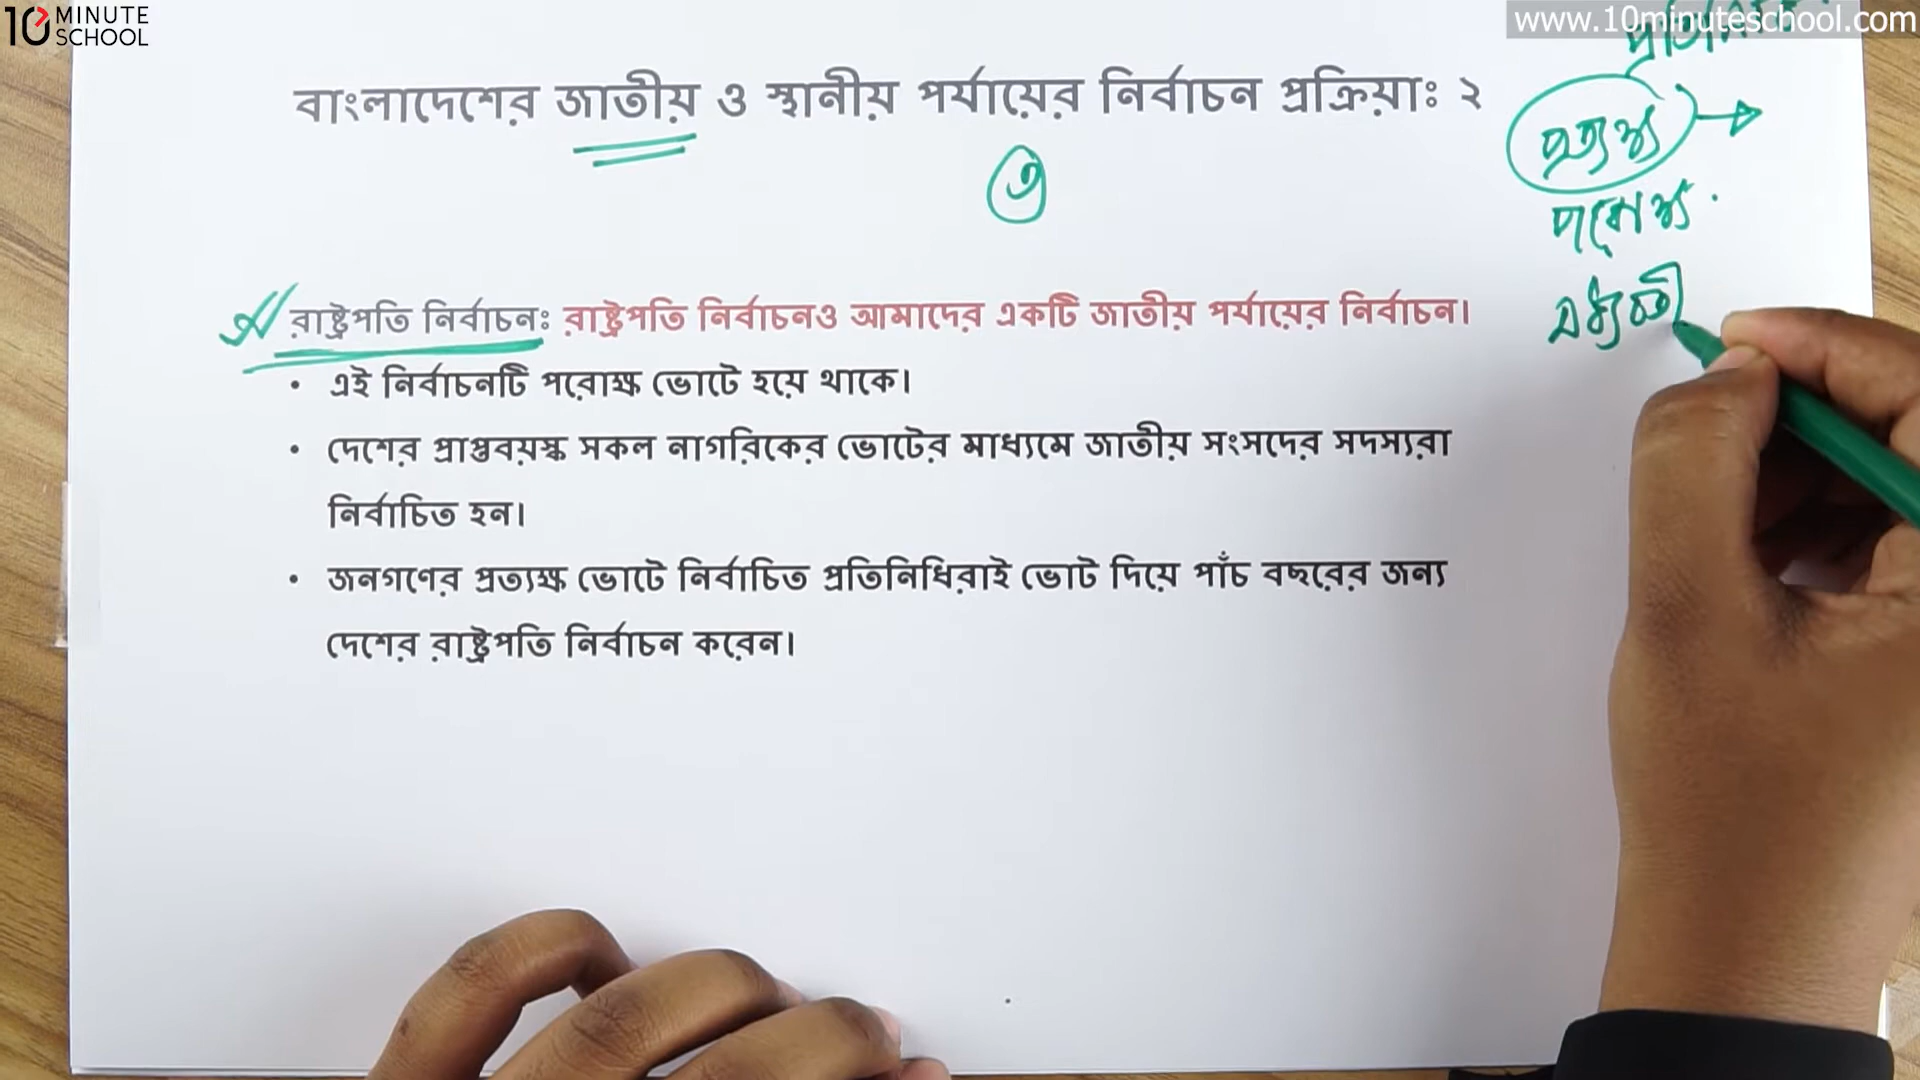 10 MINUTE
SCHOOL
www.10minuteschool.com
বাংলাদেশের জাতীয় ও স্থানীয় পর্যায়ের নির্বাচন প্রক্রিয়াঃ ২
প্রত্যক্ষ
পরোক্ষ
রাষ্ট্রপতি নির্বাচনঃ রাষ্ট্রপতি নির্বাচনও আমাদের একটি জাতীয় পর্যায়ের নির্বাচন।
• এই নির্বাচনটি পরোক্ষ ভোটে হয়ে থাকে।
• দেশের প্রাপ্তবয়স্ক সকল নাগরিকের ভোটের মাধ্যমে জাতীয় সংসদের সদস্যরা
নির্বাচিত হন।
• জনগণের প্রত্যক্ষ ভোটে নির্বাচিত প্রতিনিধিরাই ভোট দিয়ে পাঁচ বছরের জন্য
দেশের রাষ্ট্রপতি নির্বাচন করেন।